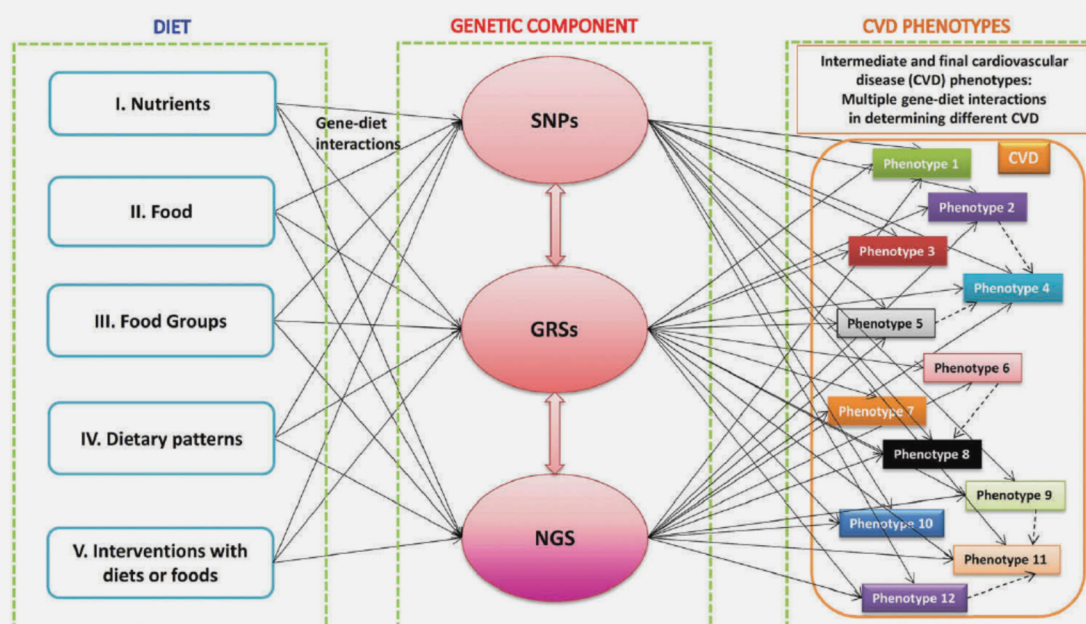 DIET
GENETIC COMPONENT
CVD PHENOTYPES
I. Nutrients
II. Food
III. Food Groups
IV. Dietary patterns
V. Interventions with
diets or foods
Gene-diet
interactions
SNPs
GRSs
NGS
Intermediate and final cardiovascular
disease (CVD) phenotypes:
Multiple gene-diet interactions
in determining different CVD
CVD
Phenotype 1
Phenotype 2
Phenotype 3
Phenotype 4
Phenotype 5
Phenotype 6
Phenotype 7
Phenotype 8
Phenotype 9
Phenotype 10
Phenotype 11
Phenotype 12